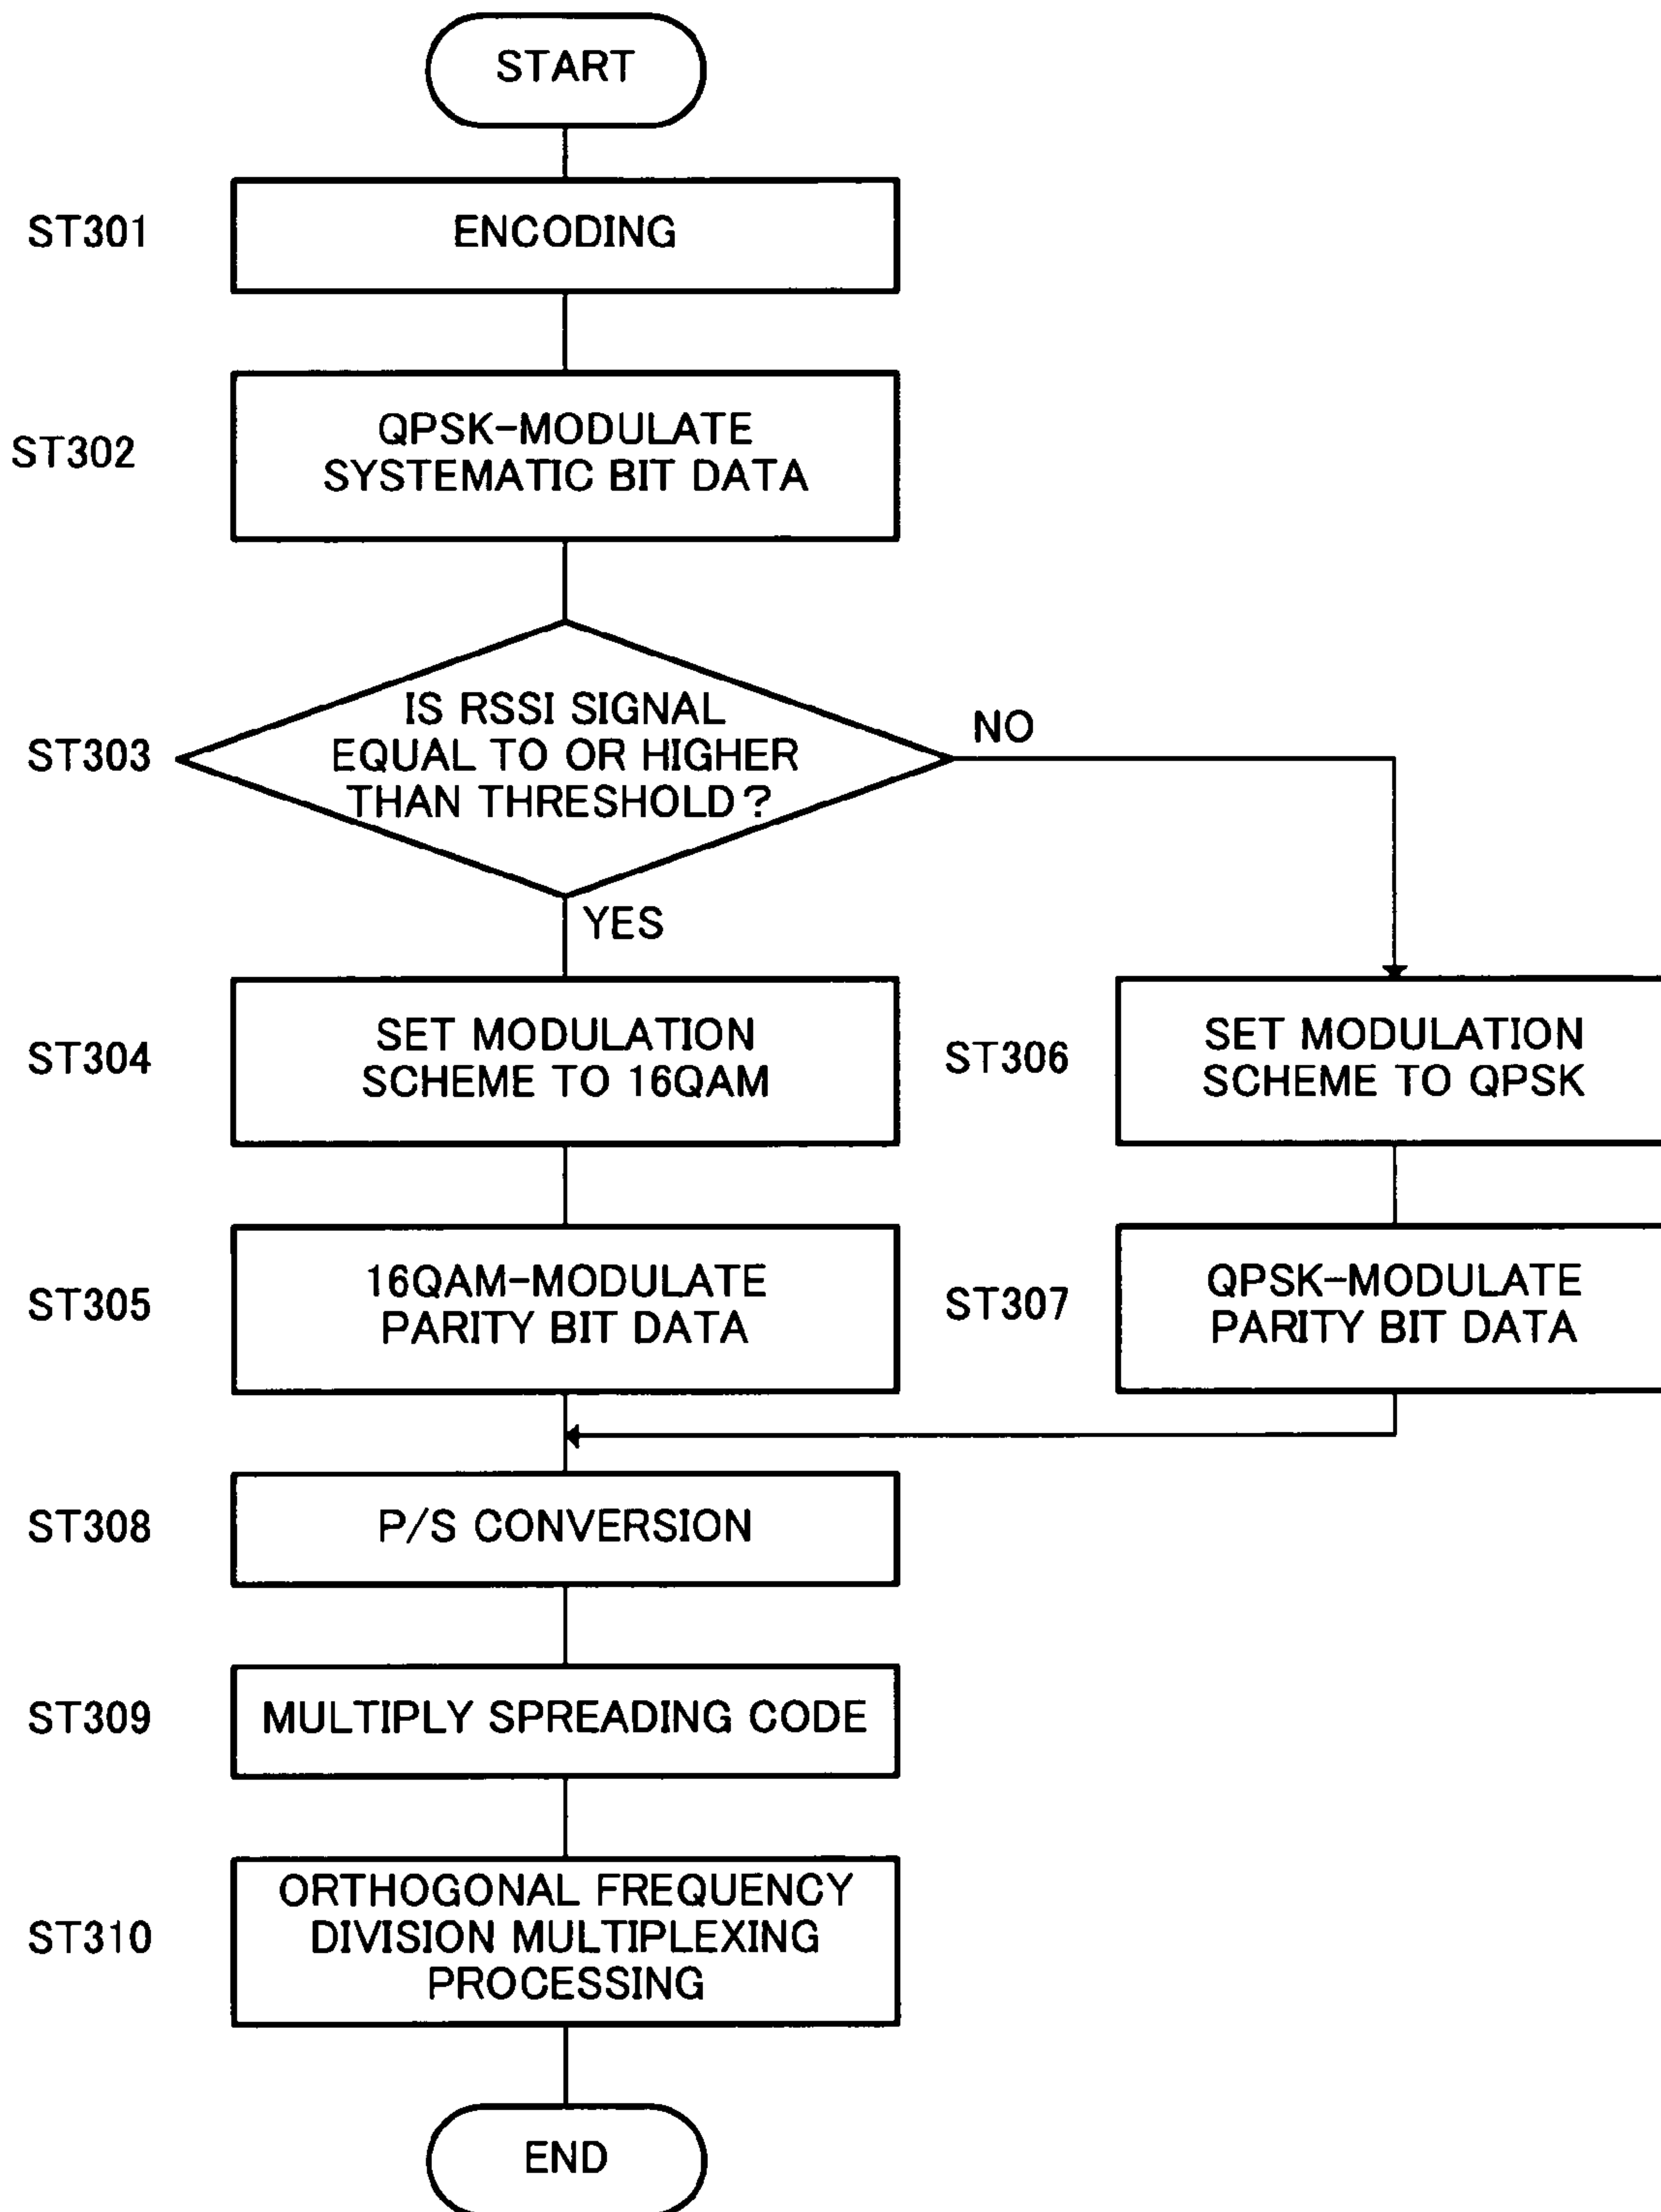 START
ST301
ENCODING
ST302
QPSK-MODULATE
SYSTEMATIC BIT DATA
ST303
IS RSSI SIGNAL
EQUAL TO OR HIGHER
THAN THRESHOLD?
NO
YES
ST304
SET MODULATION
SCHEME TO 16QAM
ST306
SET MODULATION
SCHEME TO QPSK
ST305
16QAM-MODULATE
PARITY BIT DATA
ST307
QPSK-MODULATE
PARITY BIT DATA
ST308
P/S CONVERSION
ST309
MULTIPLY SPREADING CODE
ST310
ORTHOGONAL FREQUENCY
DIVISION MULTIPLEXING
PROCESSING
END